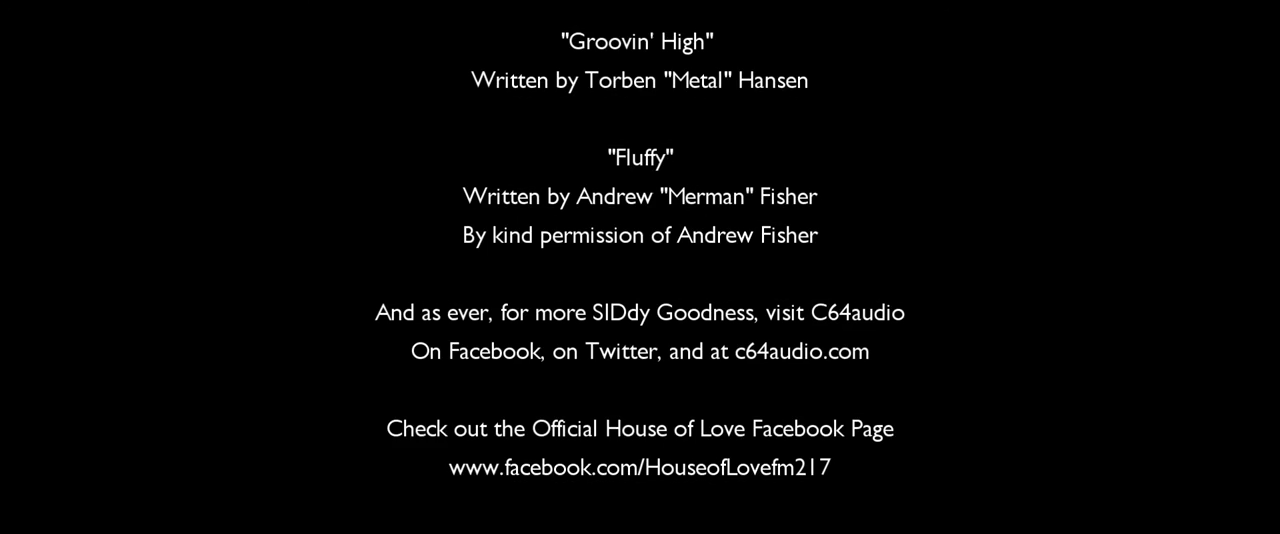 "Groovin' High"
Written by Torben "Metal" Hansen
"Fluffy"
Written by Andrew "Merman" Fisher
By kind permission of Andrew Fisher
And as ever, for more SIDdy Goodness, visit C64audio
On Facebook, on Twitter, and at c64audio.com
Check out the Official House of Love Facebook Page
www.facebook.com/HouseofLovefm217